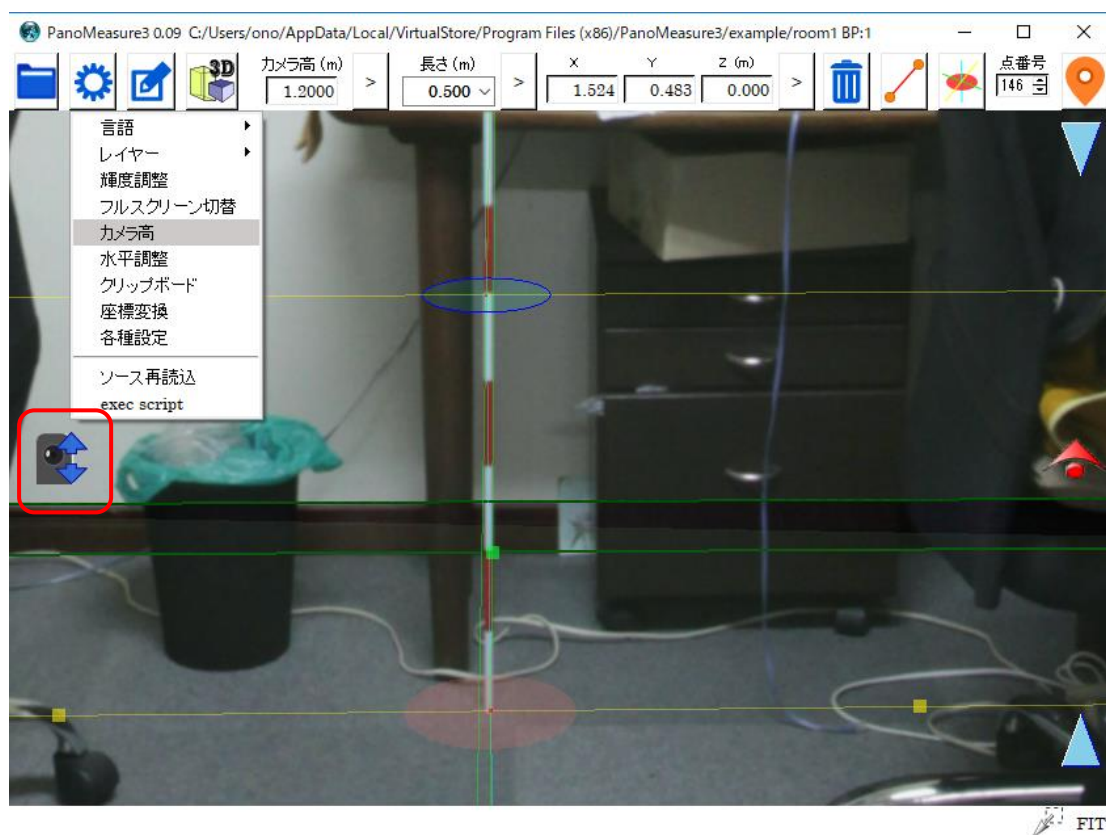 PanoMeasure3 0.09 C:/Users/ono/AppData/Local/VirtualStore/Program Files (x86)/PanoMeasure3/example/room1 BP:1
3D
カメラ高 (m)
1.2000
>
長さ (m)
0.500
>
X Y Z (m)
1.524 0.483 0.000
>
点番号
146
言語
レイヤー
輝度調整
フルスクリーン切替
カメラ高
水平調整
クリップボード
座標変換
各種設定
ソース再読込
exec script
FIT